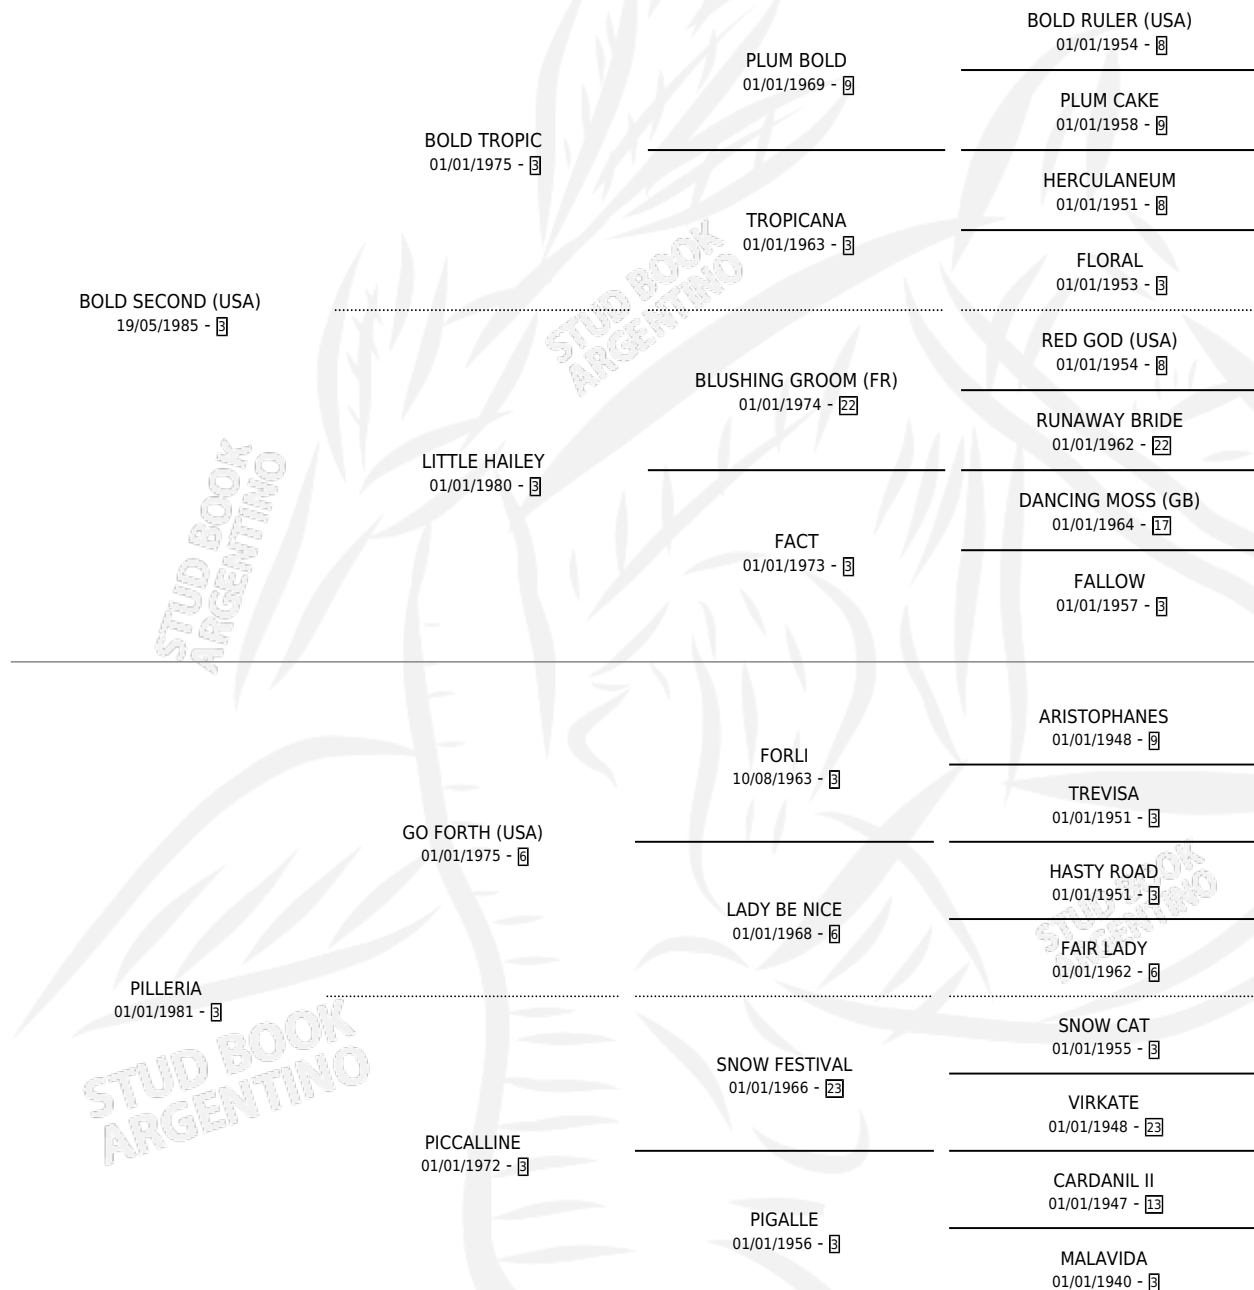 BOLD RULER (USA)
01/01/1954 - 8
PLUM BOLD
01/01/1969 - 9
PLUM CAKE
01/01/1958 - 9
BOLD TROPIC
01/01/1975 - 3
HERCULANEUM
01/01/1951 - 8
TROPICANA
01/01/1963 - 3
FLORAL
01/01/1953 - 3
BOLD SECOND (USA)
19/05/1985 - 3
RED GOD (USA)
01/01/1954 - 8
BLUSHING GROOM (FR)
01/01/1974 - 22
RUNAWAY BRIDE
01/01/1962 - 22
LITTLE HAILEY
01/01/1980 - 3
DANCING MOSS (GB)
01/01/1964 - 17
FACT
01/01/1973 - 3
FALLOW
01/01/1957 - 3
ARISTOPHANES
01/01/1948 - 9
FORLI
10/08/1963 - 3
TREVISA
01/01/1951 - 3
GO FORTH (USA)
01/01/1975 - 6
HASTY ROAD
01/01/1951 - 3
LADY BE NICE
01/01/1968 - 6
FAIR LADY
01/01/1962 - 6
PILLERIA
01/01/1981 - 3
SNOW CAT
01/01/1955 - 3
SNOW FESTIVAL
01/01/1966 - 23
VIRKATE
01/01/1948 - 23
PICCALLINE
01/01/1972 - 3
CARDANIL II
01/01/1947 - 13
PIGALLE
01/01/1956 - 3
MALAVIDA
01/01/1940 - 3
STUD BOOK
ARGENTINO
STUD BOOK
ARGENTINO
STUD BOOK
ARGENTINO
STUD BOOK
ARGENTINO